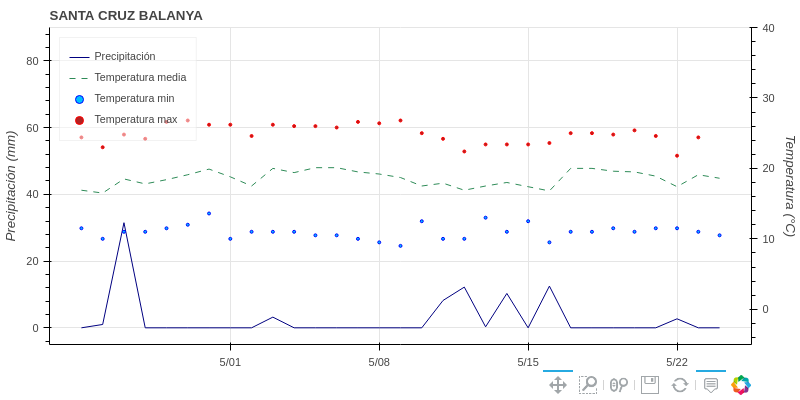 SANTA CRUZ BALANYA
Precipitación
Temperatura media
Temperatura min
Temperatura max
Precipitación (mm)
80
60
40
20
0
40
30
20
10
0
Temperatura (°C)
5/01
5/08
5/15
5/22